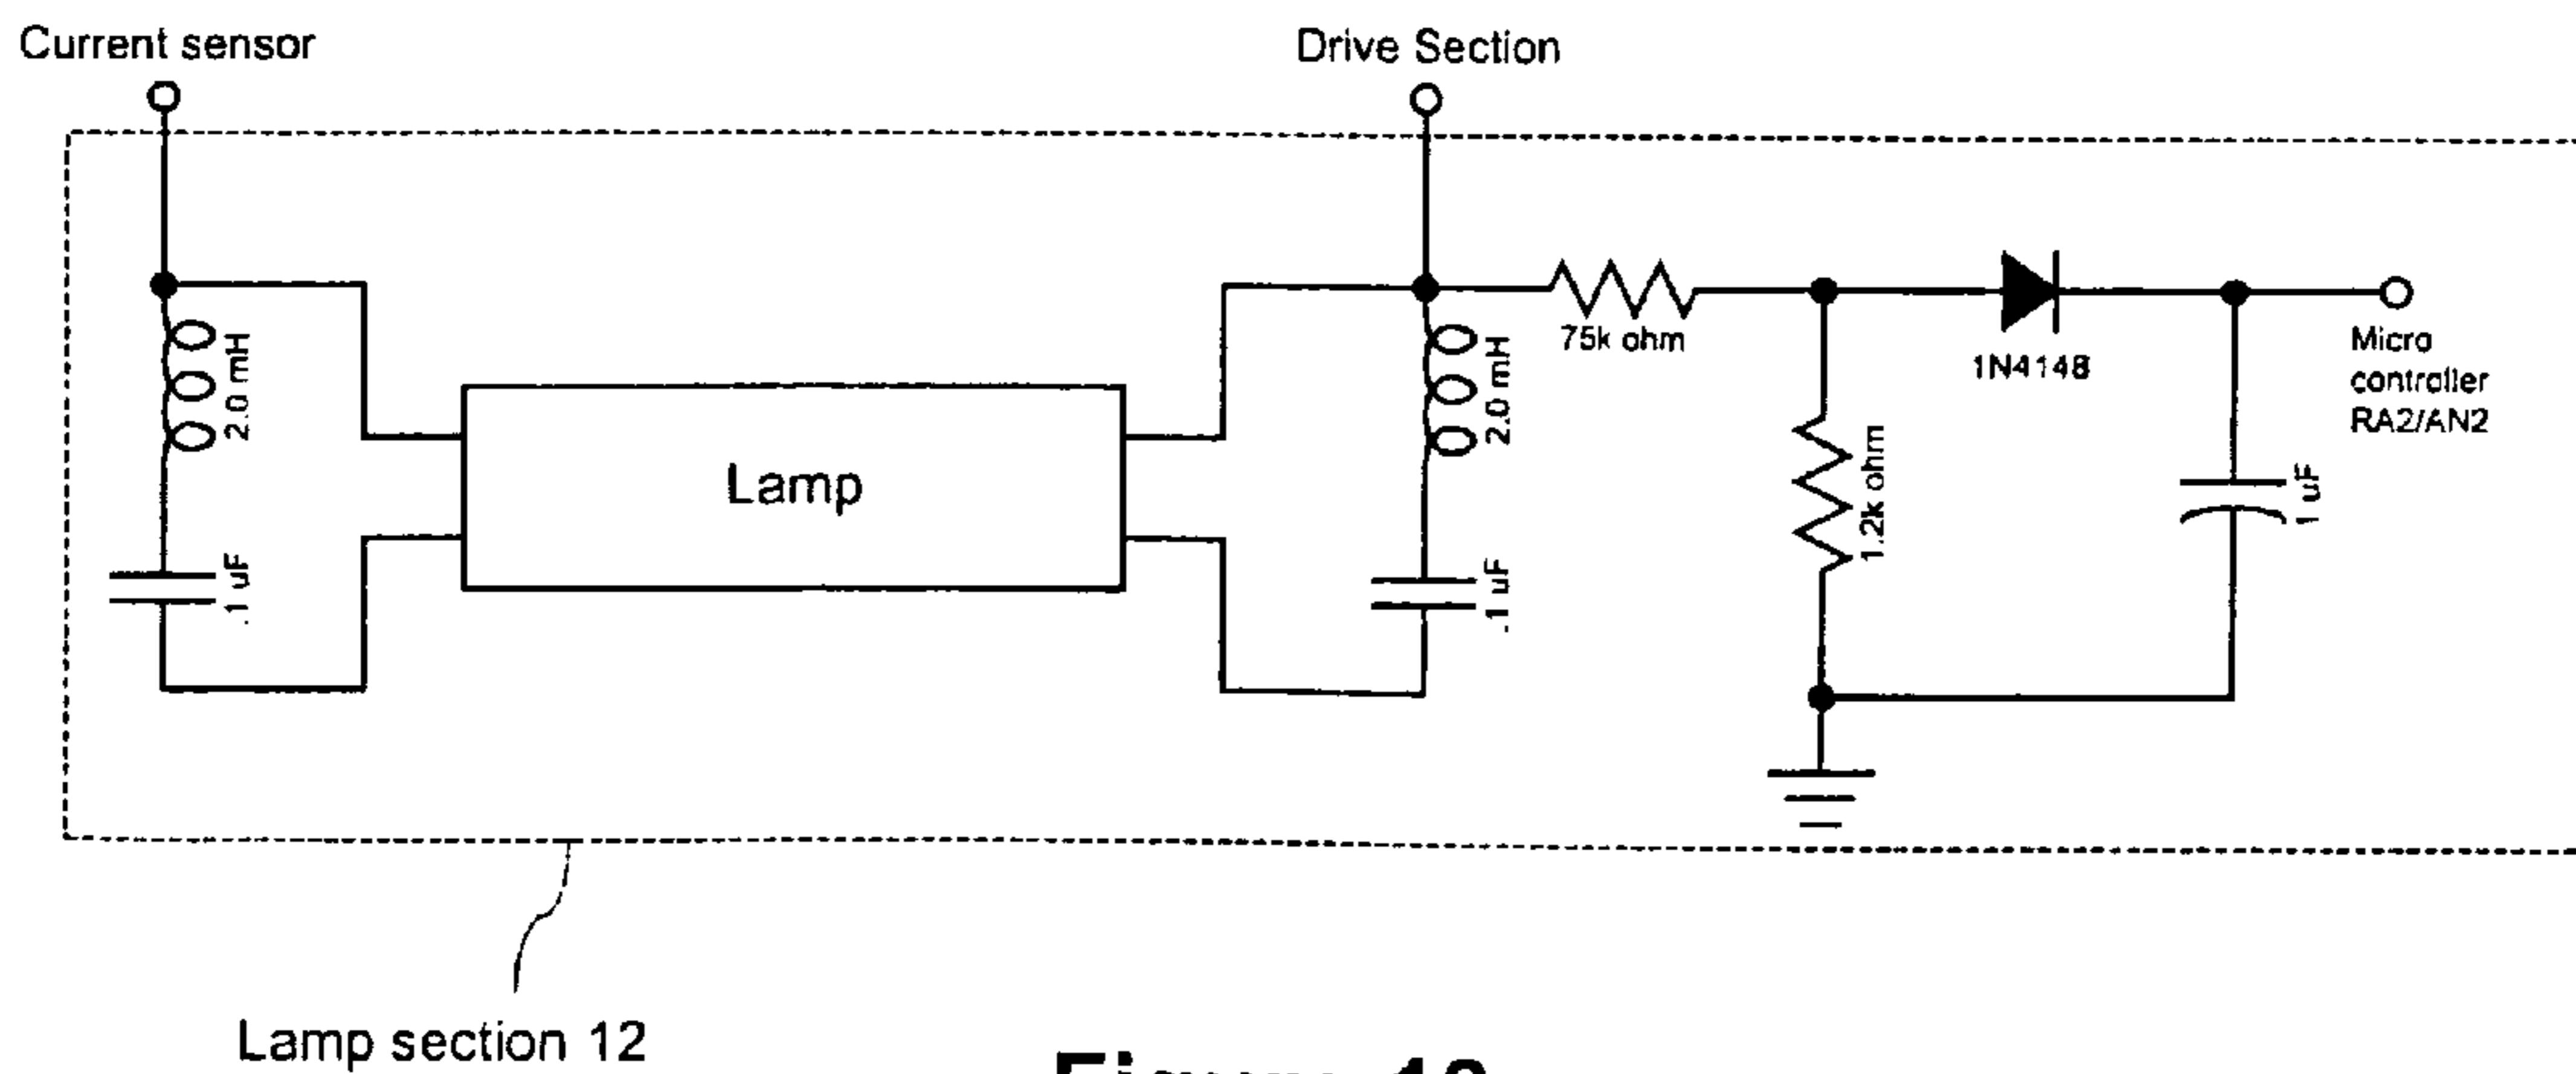 Current sensor
Drive Section
2.0 mH
.1 uF
Lamp
2.0 mH
.1 uF
75k ohm
1.2k ohm
1N4148
1 uF
Micro
controller
RA2/AN2
Lamp section 12